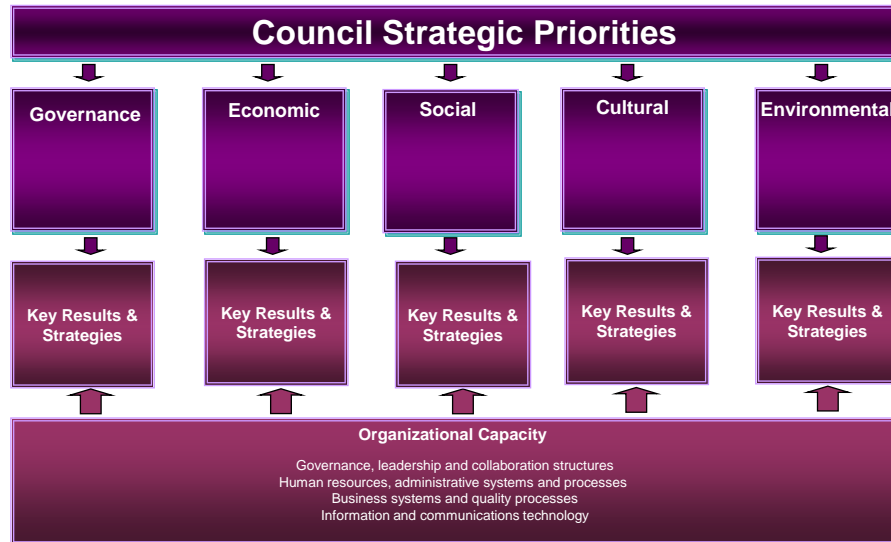 Council Strategic Priorities
Governance
Economic
Social
Cultural
Environmental
Key Results &
Strategies
Key Results &
Strategies
Key Results &
Strategies
Key Results &
Strategies
Key Results &
Strategies
Organizational Capacity
Governance, leadership and collaboration structures
Human resources, administrative systems and processes
Business systems and quality processes
Information and communications technology